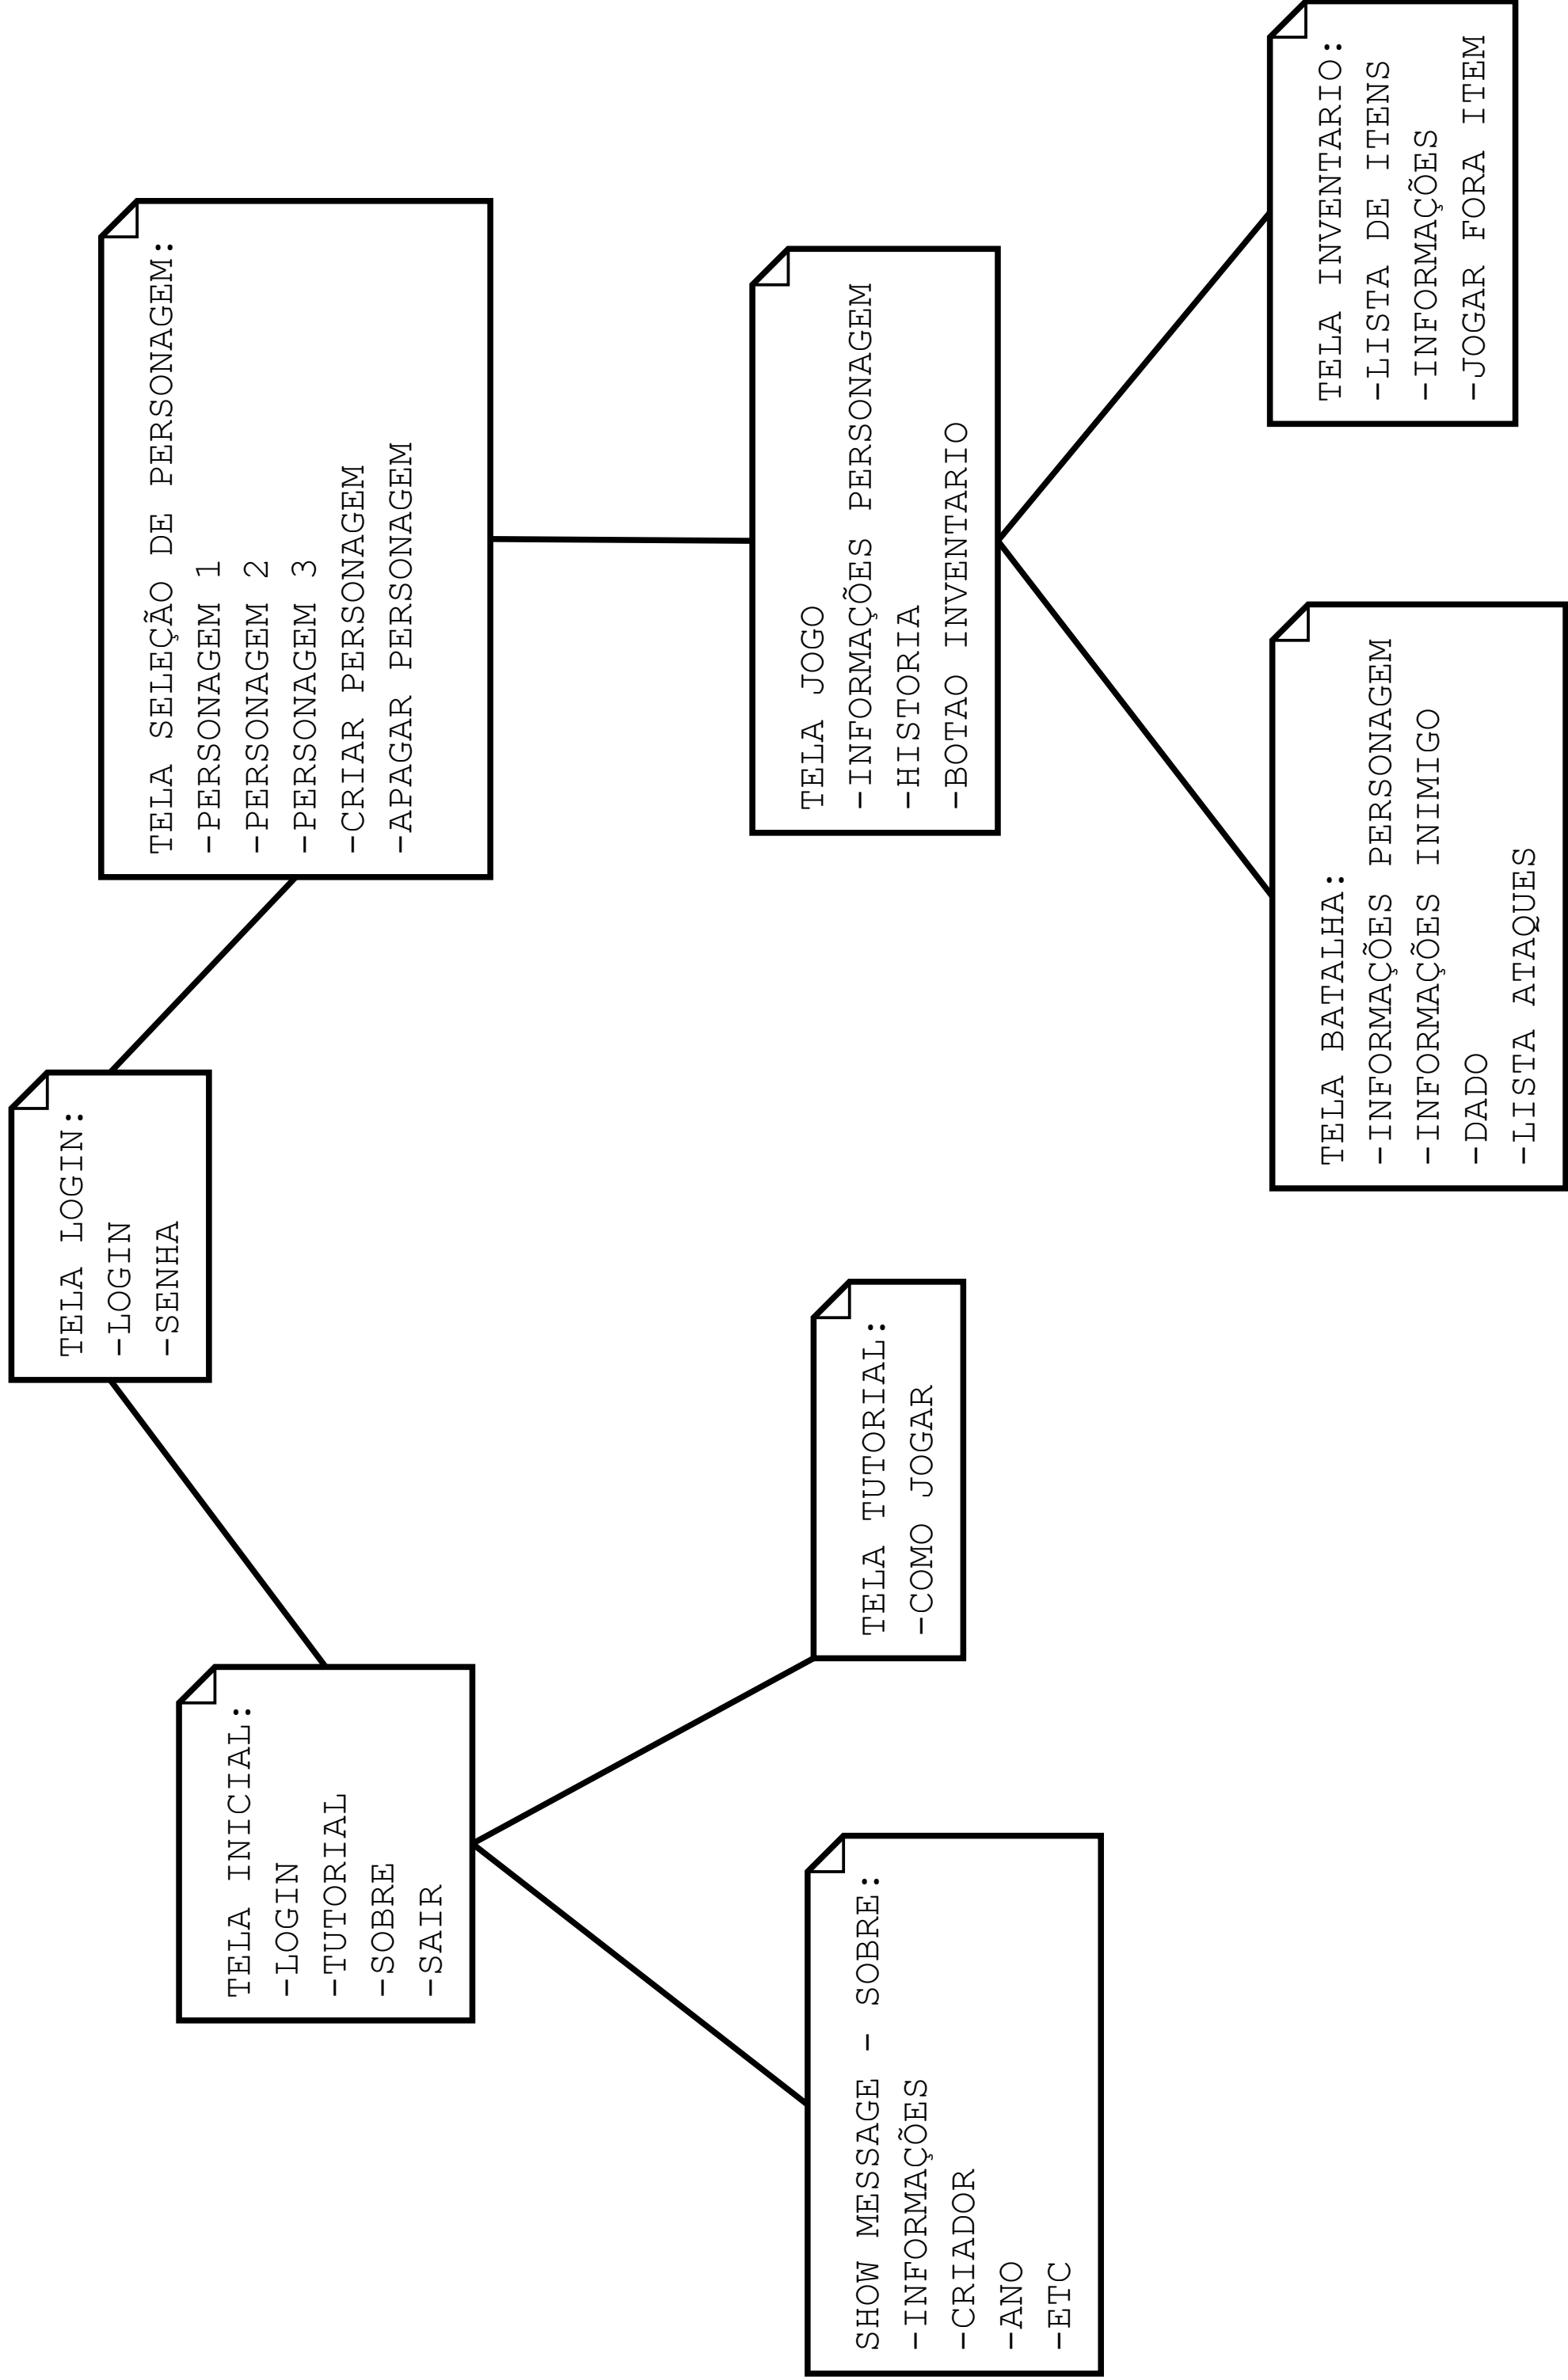 TELA INICIAL:
-LOGIN
-TUTORIAL
-SOBRE
-SAIR
TELA LOGIN:
-LOGIN
-SENHA
TELA SELEÇÃO DE PERSONAGEM:
-PERSONAGEM 1
-PERSONAGEM 2
-PERSONAGEM 3
-CRIAR PERSONAGEM
-APAGAR PERSONAGEM
SHOW MESSAGE - SOBRE:
-INFORMAÇÕES
-CRIADOR
-ANO
-ETC
TELA TUTORIAL:
-COMO JOGAR
TELA JOGO
-INFORMAÇÕES PERSONAGEM
-HISTORIA
-BOTAO INVENTARIO
TELA BATALHA:
-INFORMAÇÕES PERSONAGEM
-INFORMAÇÕES INIMIGO
-DADO
-LISTA ATAQUES
TELA INVENTARIO:
-LISTA DE ITENS
-INFORMAÇÕES
-JOGAR FORA ITEM